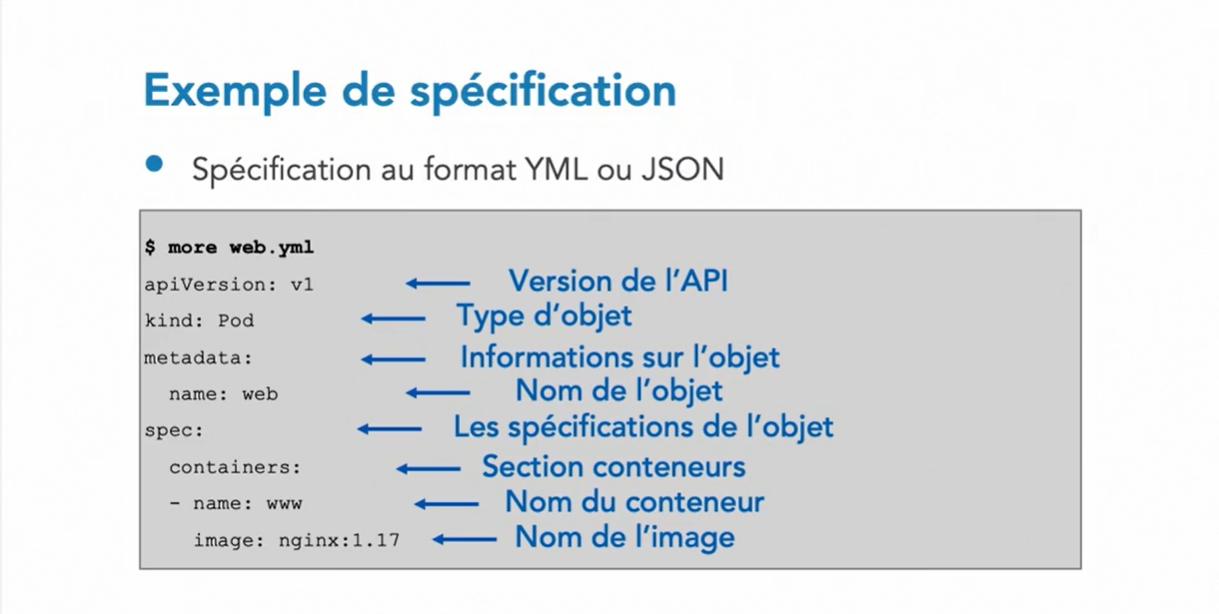 Exemple de spécification
Spécification au format YML ou JSON
$ more web.yml
apiVersion: v1 Version de l'API
kind: Pod Type d'objet
metadata: Informations sur l'objet
name: web Nom de l'objet
spec: Les spécifications de l'objet
containers: Section conteneurs
- name: www Nom du conteneur
image: nginx:1.17 Nom de l'image